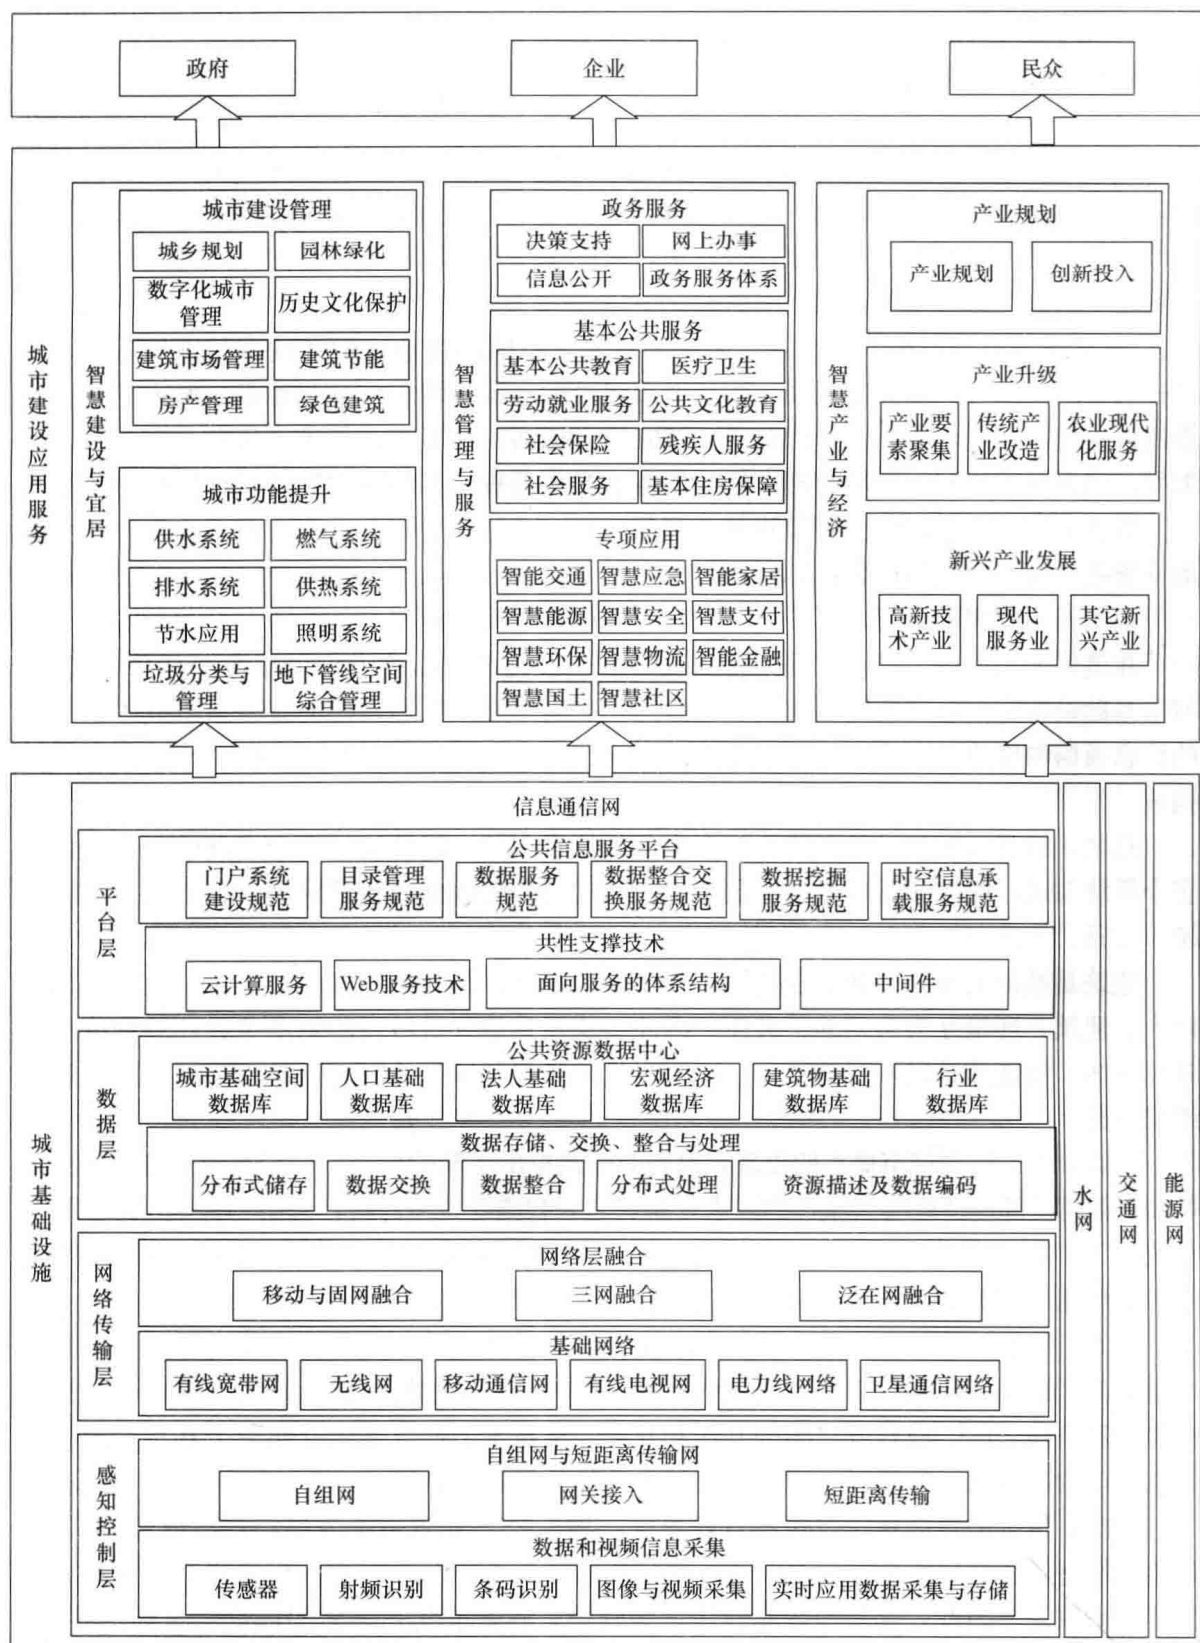 政府
企业
民众
城市建设应用服务
智慧建设与宜居
城市建设管理
城乡规划
园林绿化
数字化城市
管理
历史文化保护
建筑市场管理
建筑节能
房产管理
绿色建筑
城市功能提升
供水系统
燃气系统
排水系统
供热系统
节水应用
照明系统
垃圾分类与
管理
地下管线空间
综合管理
智慧管理与服务
政务服务
决策支持
网上办事
信息公开
政务服务体系
基本公共服务
基本公共教育
医疗卫生
劳动就业服务
公共文化教育
社会保险
残疾人服务
社会服务
基本住房保障
专项应用
智能交通
智慧应急
智能家居
智慧能源
智慧安全
智慧支付
智慧环保
智慧物流
智能金融
智慧国土
智慧社区
智慧产业与经济
产业规划
产业规划
创新投入
产业升级
产业要
素聚集
传统产
业改造
农业现代
化服务
新兴产业发展
高新技
术产业
现代
服务业
其它新
兴产业
城市基础设施
信息通信网
平台层
公共信息服务平台
门户系统
建设规范
目录管理
服务规范
数据服务
规范
数据整合交
换服务规范
数据挖掘
服务规范
时空信息承
载服务规范
共性支撑技术
云计算服务
Web服务技术
面向服务的体系结构
中间件
数据层
公共资源数据中心
城市基础空间
数据库
人口基础
数据库
法人基础
数据库
宏观经济
数据库
建筑物基础
数据库
行业
数据库
数据存储、交换、整合与处理
分布式储存
数据交换
数据整合
分布式处理
资源描述及数据编码
网络传输层
网络层融合
移动与固网融合
三网融合
泛在网融合
基础网络
有线宽带网
无线网
移动通信网
有线电视网
电力线网络
卫星通信网络
感知控制层
自组网与短距离传输网
自组网
网关接入
短距离传输
数据和视频信息采集
传感器
射频识别
条码识别
图像与视频采集
实时应用数据采集与存储
水网
交通网
能源网